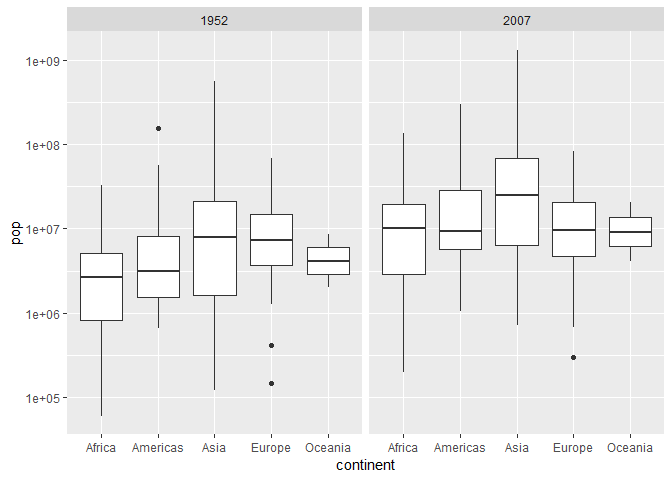 1952
2007
pop
1e+09
1e+08
1e+07
1e+06
1e+05
Africa Americas Asia Europe Oceania
Africa Americas Asia Europe Oceania
continent